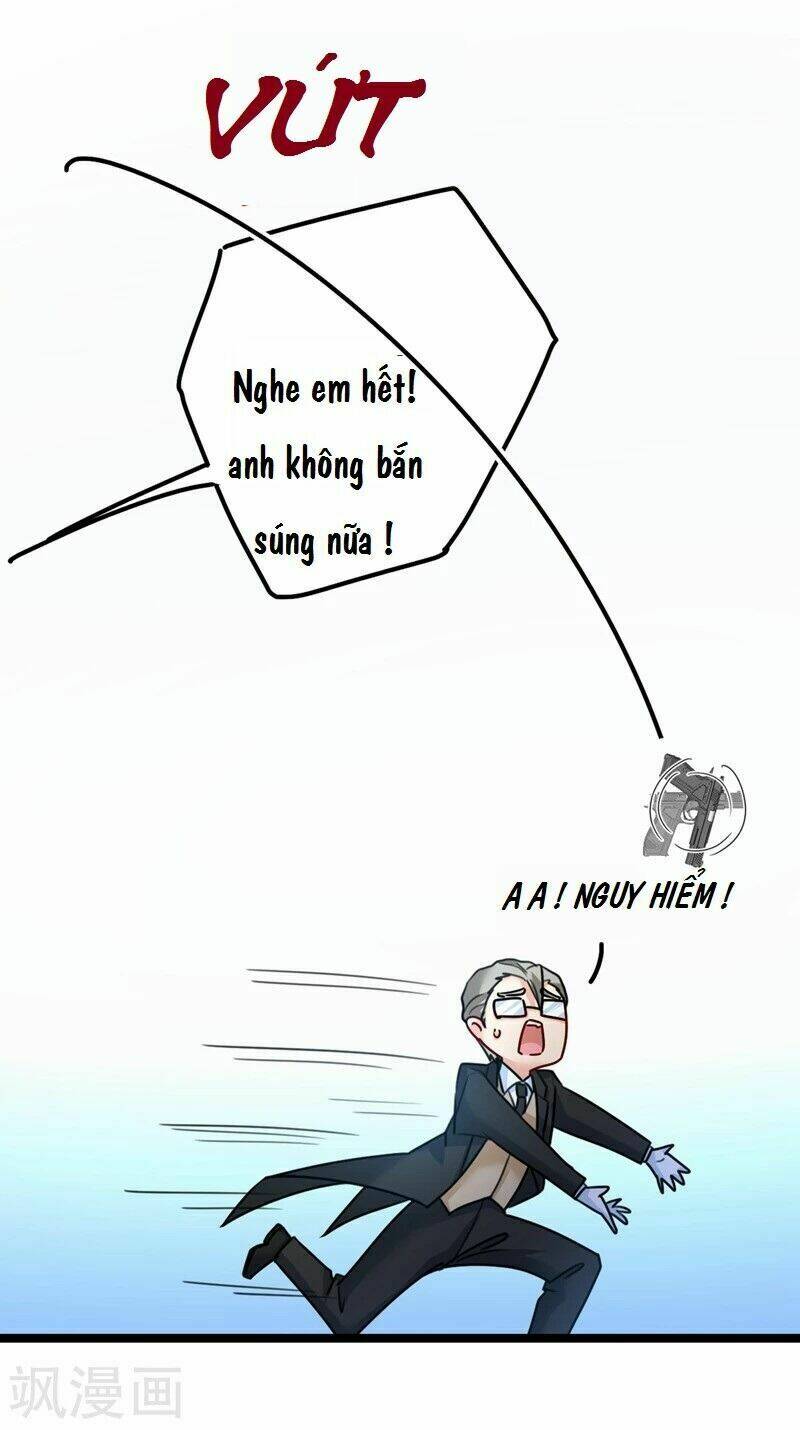 VÚT
Nghe em hết!
anh không bắn
súng nữa !
A A ! NGUY HIỂM !
飒漫画